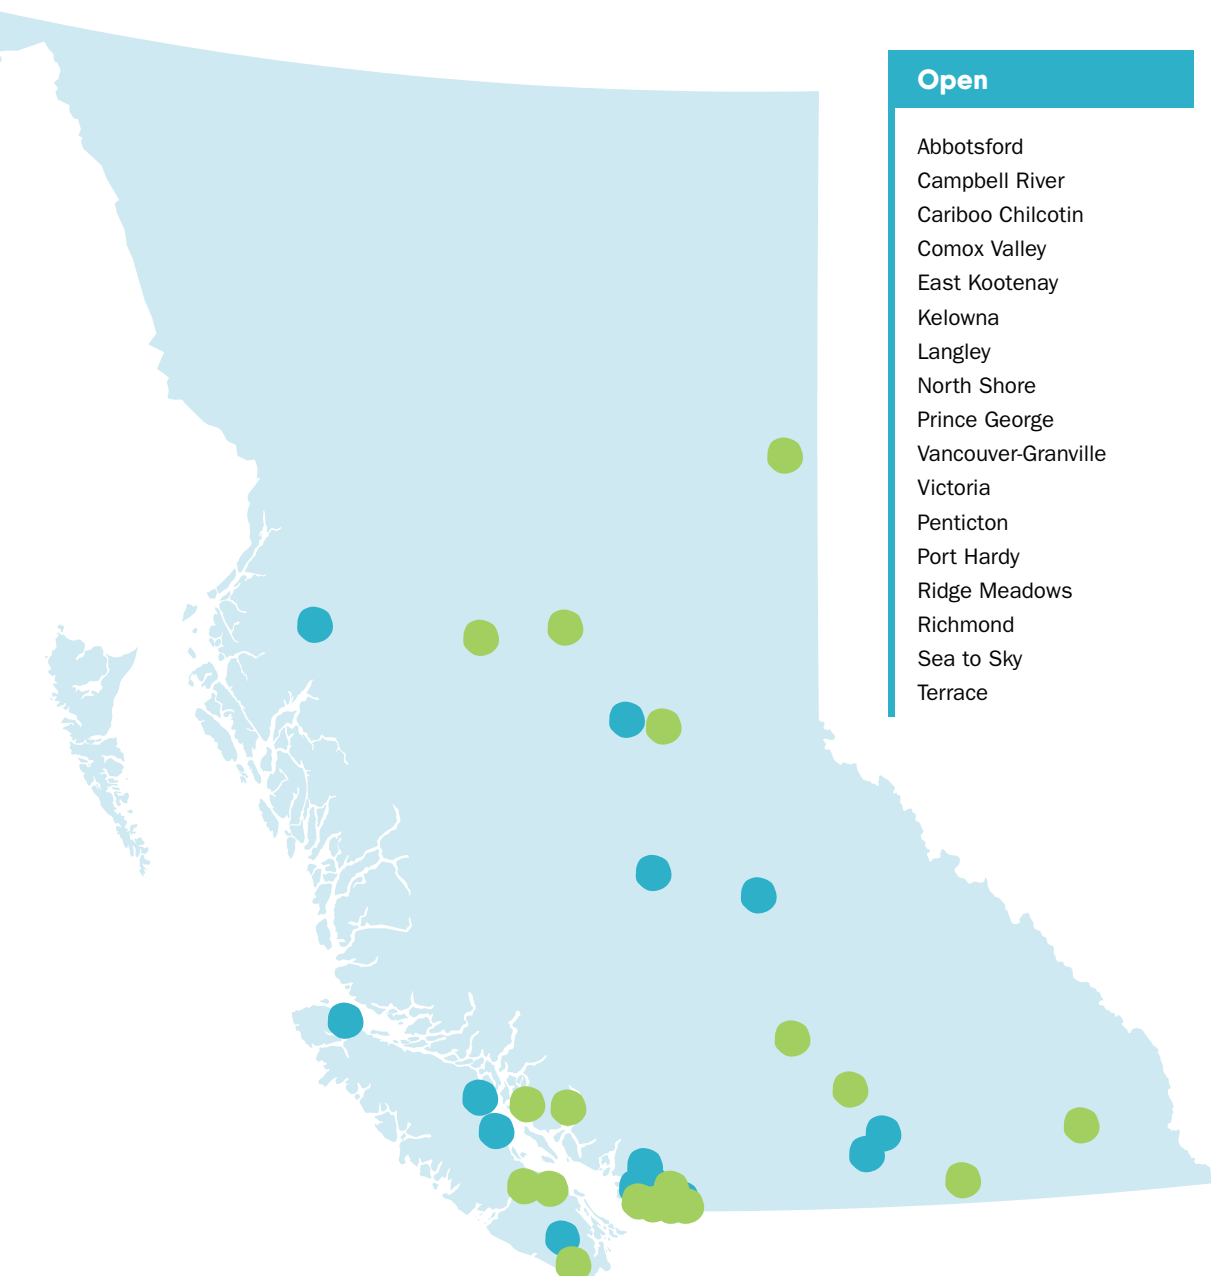 Open
Abbotsford
Campbell River
Cariboo Chilcotin
Comox Valley
East Kootenay
Kelowna
Langley
North Shore
Prince George
Vancouver-Granville
Victoria
Penticton
Port Hardy
Ridge Meadows
Richmond
Sea to Sky
Terrace